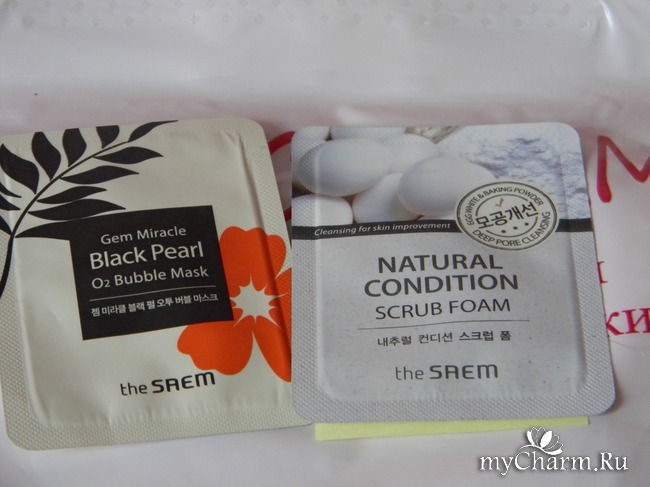 Gem Miracle
Black Pearl
O2 Bubble Mask
젬 미라클 블랙 펄 오투 버블 마스크
the SAEM
EGG WHITE & BAKING POWDER
모공개선
DEEP PORE CLEANSING
Cleansing for skin improvement
NATURAL
CONDITION
SCRUB FOAM
내추럴 컨디션 스크럽 폼
the SAEM
myCharm.Ru